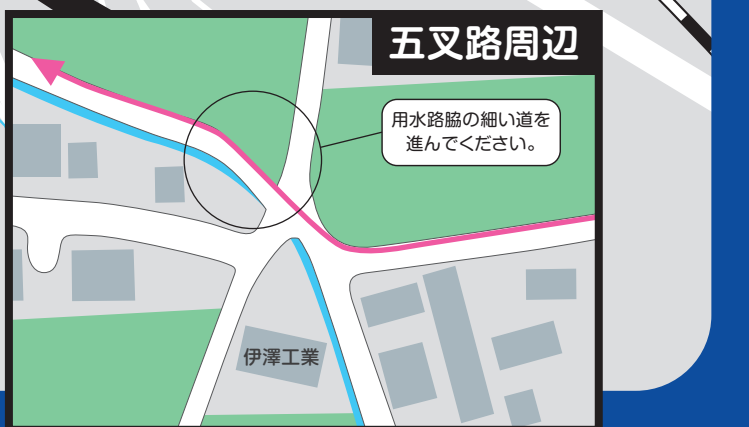 五叉路周辺
用水路脇の細い道を
進んでください。
伊澤工業